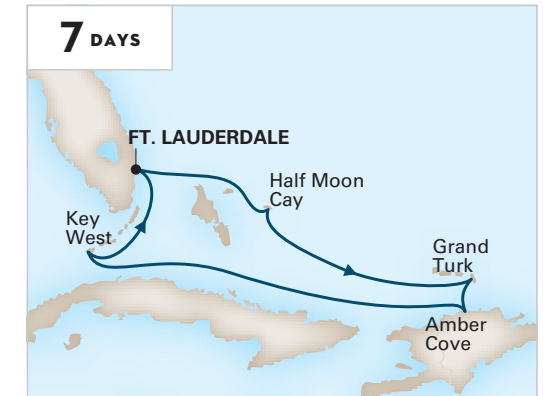 7 DAYS
FT. LAUDERDALE
Half Moon
Cay
Key
West
Grand
Turk
Amber
Cove